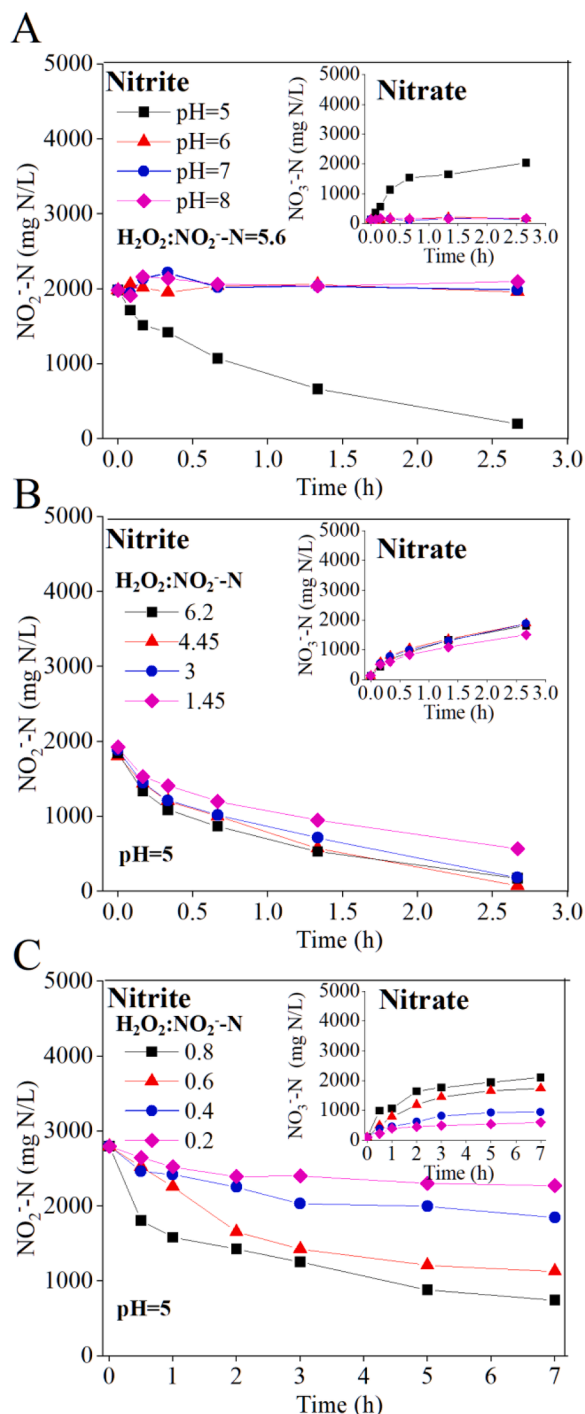 A
Nitrite
pH=5
pH=6
pH=7
pH=8
H₂O₂:NO₂⁻-N=5.6
NO₂⁻-N (mg N/L)
5000
4000
3000
2000
1000
0
0.0 0.5 1.0 1.5 2.0 2.5 3.0
Time (h)
Nitrate
NO₃⁻-N (mg N/L)
5000
4000
3000
2000
1000
0
0.0 0.5 1.0 1.5 2.0 2.5 3.0
Time (h)
B
Nitrite
H₂O₂:NO₂⁻-N
6.2
4.45
3
1.45
pH=5
NO₂⁻-N (mg N/L)
5000
4000
3000
2000
1000
0
0.0 0.5 1.0 1.5 2.0 2.5 3.0
Time (h)
Nitrate
NO₃⁻-N (mg N/L)
5000
4000
3000
2000
1000
0
0.0 0.5 1.0 1.5 2.0 2.5 3.0
Time (h)
C
Nitrite
H₂O₂:NO₂⁻-N
0.8
0.6
0.4
0.2
pH=5
NO₂⁻-N (mg N/L)
5000
4000
3000
2000
1000
0
0 1 2 3 4 5 6 7
Time (h)
Nitrate
NO₃⁻-N (mg N/L)
5000
4000
3000
2000
1000
0
0 1 2 3 4 5 6 7
Time (h)